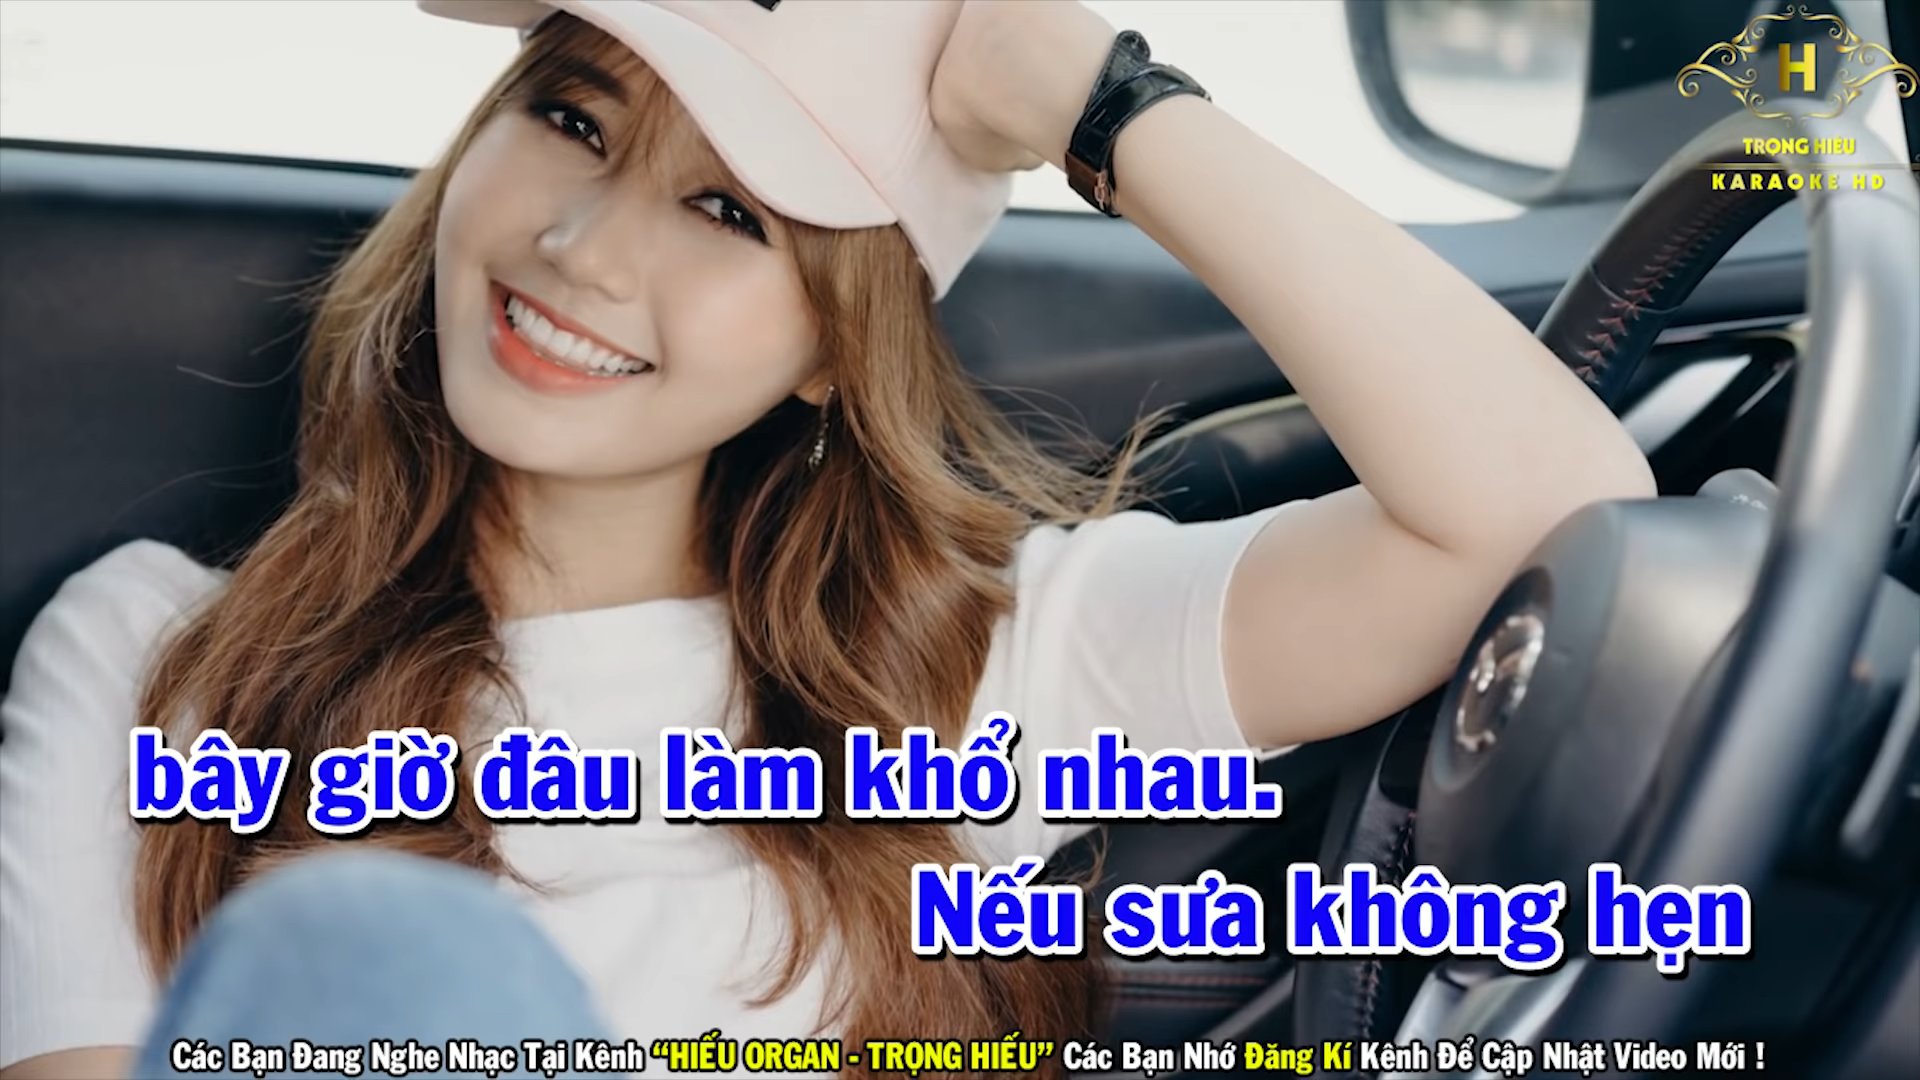 H
TRỌNG HIẾU
KARAOKE HD
bây giờ đâu làm khổ nhau.
Nếu sưa không hẹn
Các Bạn Đang Nghe Nhạc Tại Kênh “HIẾU ORGAN - TRỌNG HIẾU” Các Bạn Nhớ Đăng Kí Kênh Để Cập Nhật Video Mới !